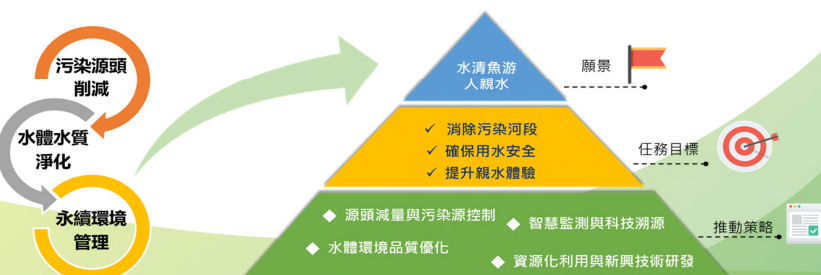 污染源頭
削減
水體水質
淨化
永續環境
管理
水清魚游
人親水
願景
✓ 消除污染河段
✓ 確保用水安全
✓ 提升親水體驗
任務目標
◆ 源頭減量與污染源控制
◆ 智慧監測與科技溯源
◆ 水體環境品質優化
◆ 資源化利用與新興技術研發
推動策略